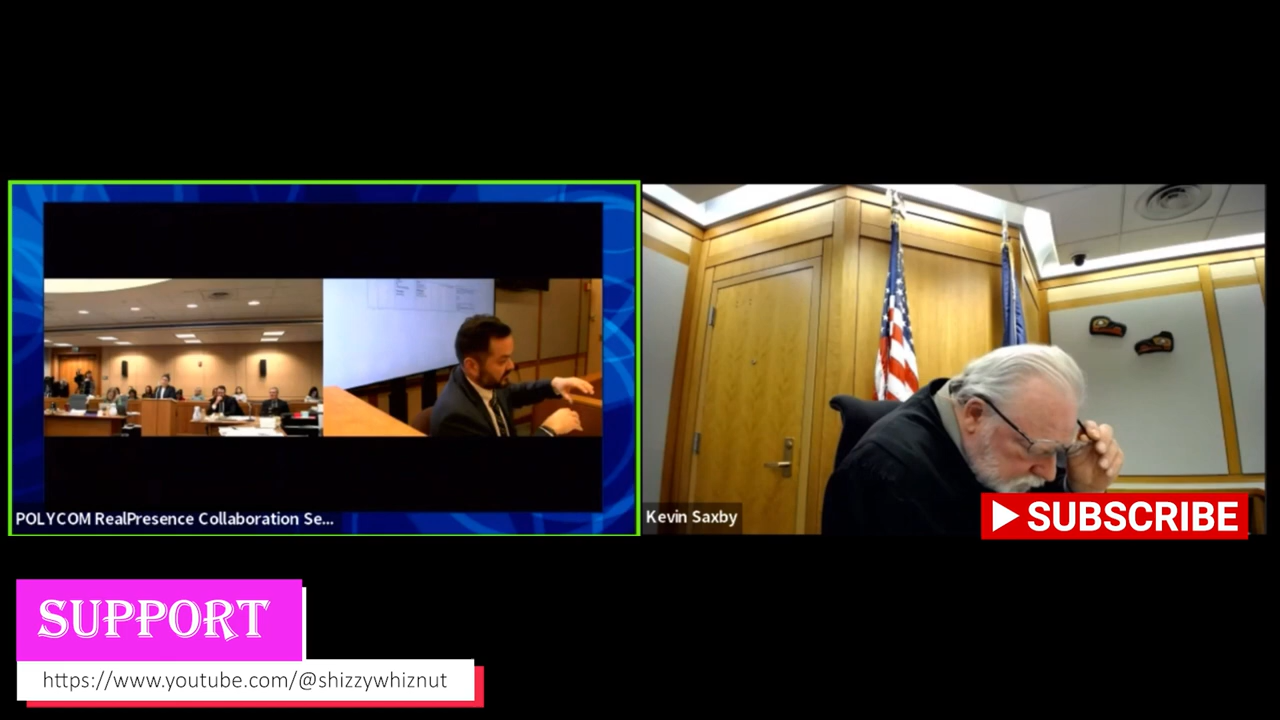 POLYCOM RealPresence Collaboration Se...
Kevin Saxby
SUBSCRIBE
SUPPORT
https://www.youtube.com/@shizzywhiznut